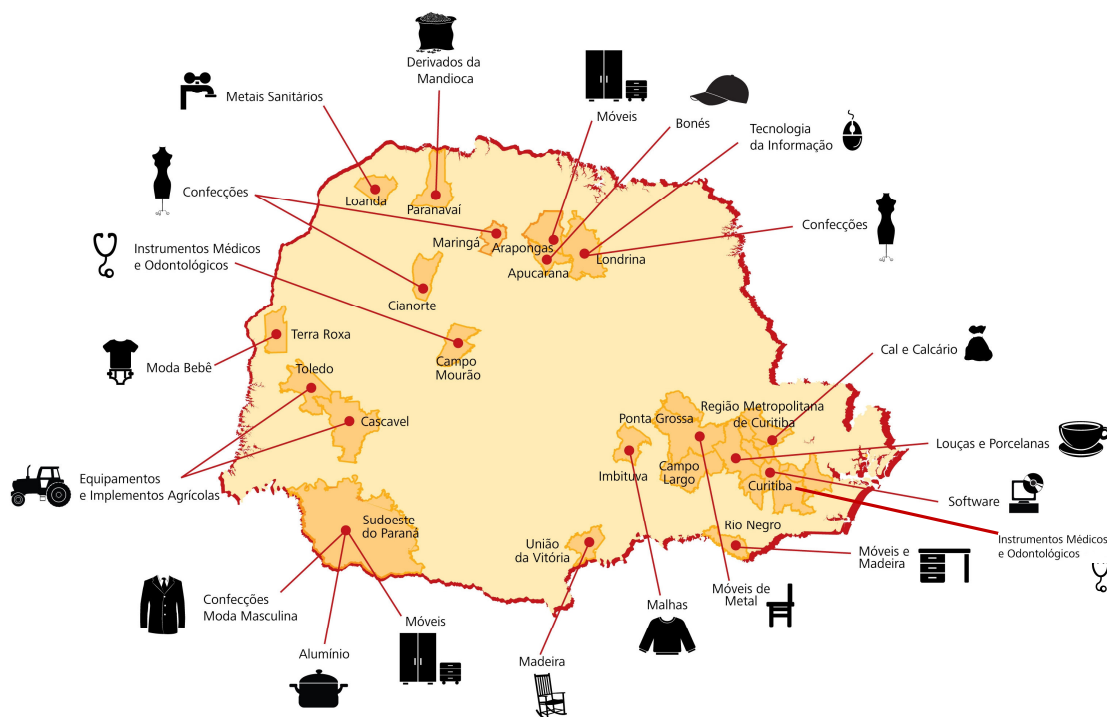 Derivados da
Mandioca
Metais Sanitários
Móveis
Bonés
Tecnologia
da Informação
Confecções
Loanda
Paranavaí
Confecções
Instrumentos Médicos
e Odontológicos
Maringá
Arapongas
Apucarana
Londrina
Cianorte
Terra Roxa
Moda Bebê
Campo
Mourão
Cal e Calcário
Toledo
Cascavel
Ponta Grossa
Região Metropolitana
de Curitiba
Louças e Porcelanas
Equipamentos
e Implementos Agrícolas
Imbituva
Campo
Largo
Curitiba
Software
Sudoeste
do Paraná
União
da Vitória
Rio Negro
Instrumentos Médicos
e Odontológicos
Móveis e
Madeira
Móveis de
Metal
Confecções
Moda Masculina
Malhas
Móveis
Alumínio
Madeira